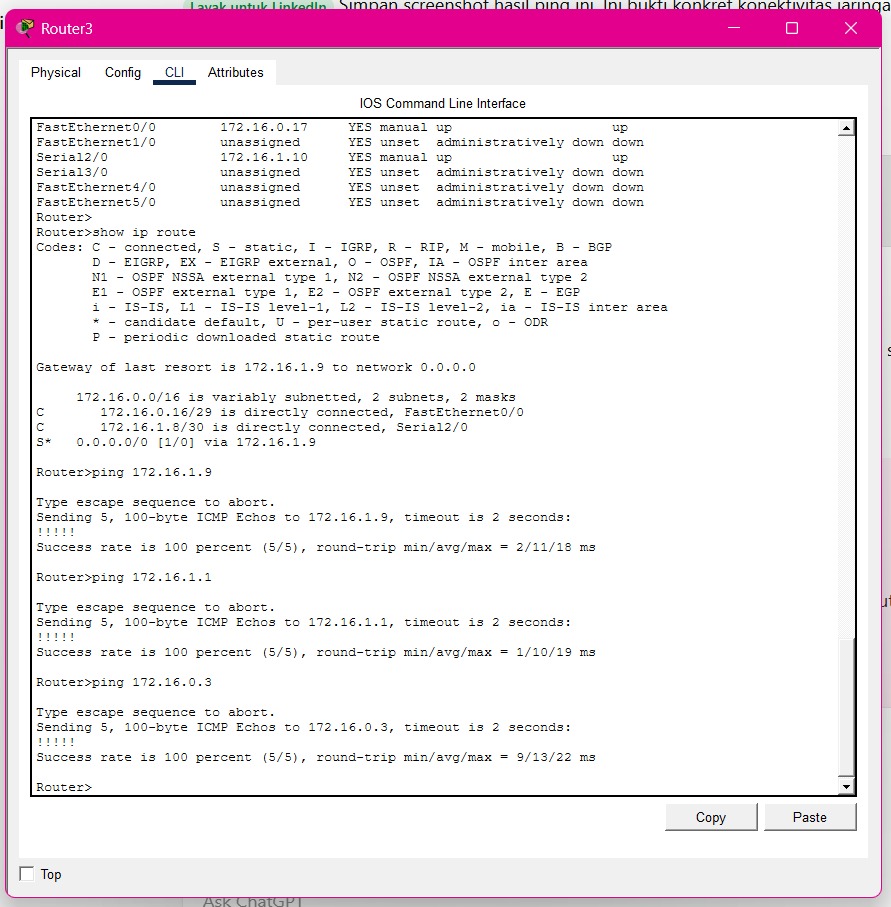 Layak untuk LinkedIn Simpan screenshot hasil ping ini. Ini bukti konkret konektivitas jaringa
Router3
Physical Config CLI Attributes
IOS Command Line Interface
FastEthernet0/0 172.16.0.17 YES manual up up
FastEthernet1/0 unassigned YES unset administratively down down
Serial2/0 172.16.1.10 YES manual up up
Serial3/0 unassigned YES unset administratively down down
FastEthernet4/0 unassigned YES unset administratively down down
FastEthernet5/0 unassigned YES unset administratively down down
Router>
Router>show ip route
Codes: C - connected, S - static, I - IGRP, R - RIP, M - mobile, B - BGP
D - EIGRP, EX - EIGRP external, O - OSPF, IA - OSPF inter area
N1 - OSPF NSSA external type 1, N2 - OSPF NSSA external type 2
E1 - OSPF external type 1, E2 - OSPF external type 2, E - EGP
i - IS-IS, L1 - IS-IS level-1, L2 - IS-IS level-2, ia - IS-IS inter area
* - candidate default, U - per-user static route, o - ODR
P - periodic downloaded static route
Gateway of last resort is 172.16.1.9 to network 0.0.0.0
172.16.0.0/16 is variably subnetted, 2 subnets, 2 masks
C 172.16.0.16/29 is directly connected, FastEthernet0/0
C 172.16.1.8/30 is directly connected, Serial2/0
S* 0.0.0.0/0 [1/0] via 172.16.1.9
Router>ping 172.16.1.9
Type escape sequence to abort.
Sending 5, 100-byte ICMP Echos to 172.16.1.9, timeout is 2 seconds:
!!!!!
Success rate is 100 percent (5/5), round-trip min/avg/max = 2/11/18 ms
Router>ping 172.16.1.1
Type escape sequence to abort.
Sending 5, 100-byte ICMP Echos to 172.16.1.1, timeout is 2 seconds:
!!!!!
Success rate is 100 percent (5/5), round-trip min/avg/max = 1/10/19 ms
Router>ping 172.16.0.3
Type escape sequence to abort.
Sending 5, 100-byte ICMP Echos to 172.16.0.3, timeout is 2 seconds:
!!!!!
Success rate is 100 percent (5/5), round-trip min/avg/max = 9/13/22 ms
Router>
Copy Paste
Top
Ask ChatGPT